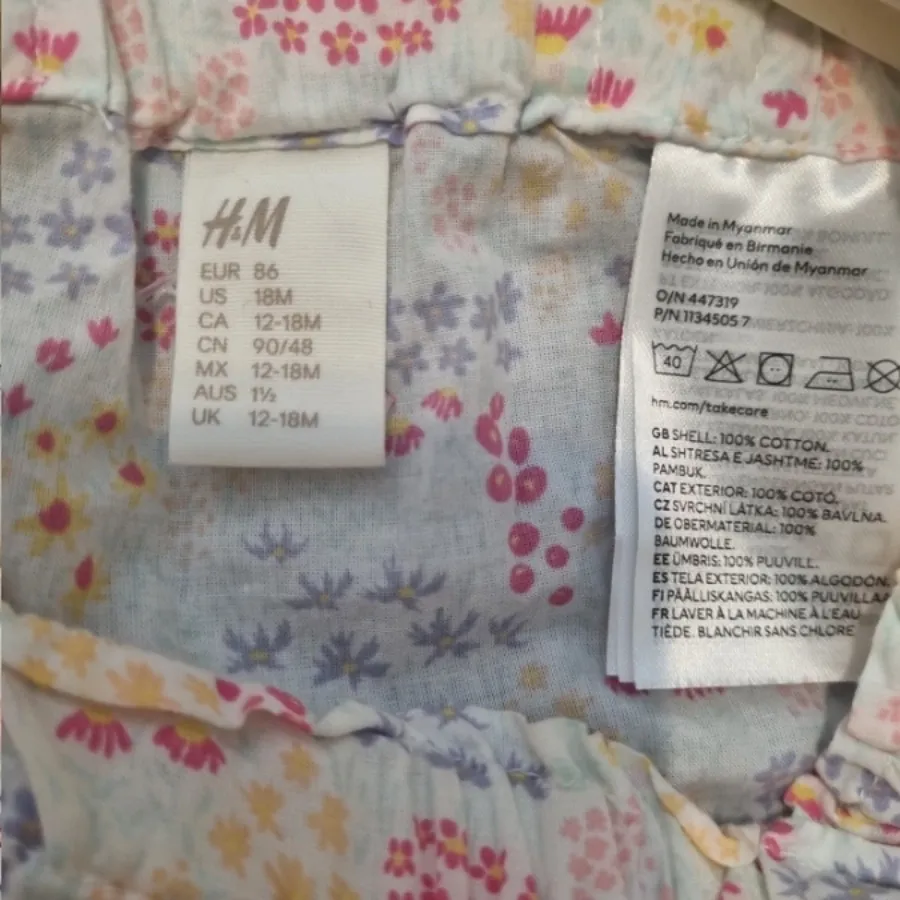 H&M
EUR 86
US 18M
CA 12-18M
CN 90/48
MX 12-18M
AUS 1½
UK 12-18M
Made in Myanmar
Fabriqué en Birmanie
Hecho en Unión de Myanmar
O/N 447319
P/N 1134505 7
40
hm.com/takecare
GB SHELL: 100% COTTON.
AL SHTRESA E JASHTME: 100%
PAMBUK.
CAT EXTERIOR: 100% COTÓ.
CZ SVRCHNÍ LÁTKA: 100% BAVLNA.
DE OBERMATERIAL: 100%
BAUMWOLLE.
EE ÜMBRIS: 100% PUUVILL.
ES TELA EXTERIOR: 100% ALGODÓN.
FI PÄÄLLISKANGAS: 100% PUUVILLAA
FR LAVER À LA MACHINE À L'EAU
TIÈDE. BLANCHIR SANS CHLORE